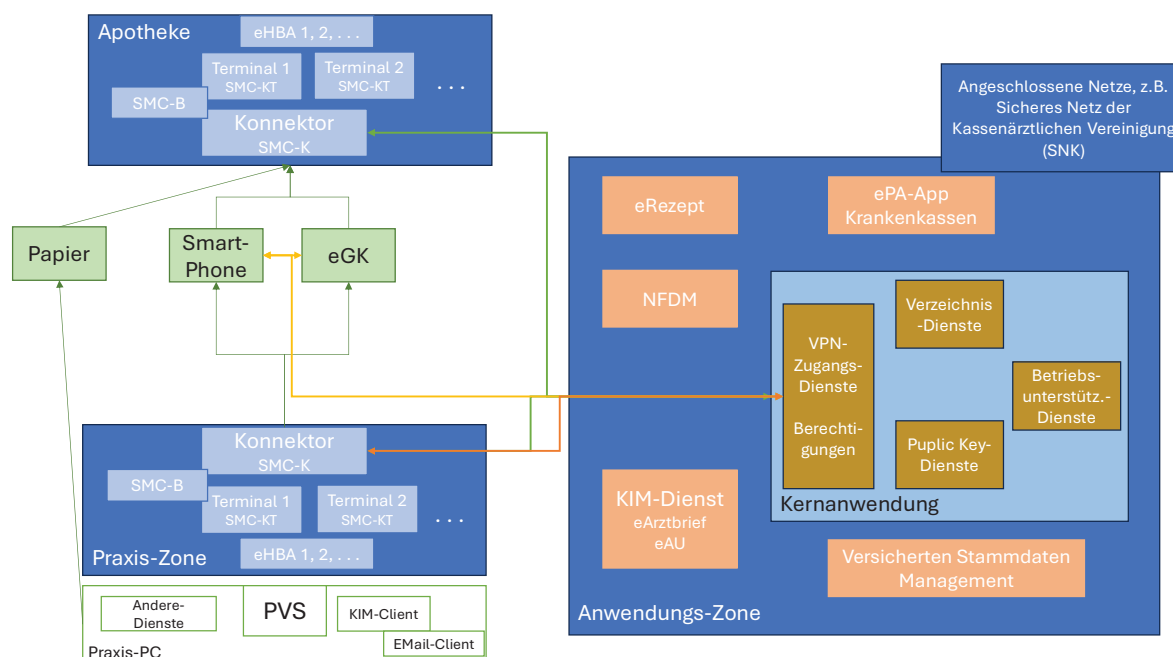 Apotheke
eHBA 1, 2, . . .
Terminal 1
SMC-KT
Terminal 2
SMC-KT
. . .
SMC-B
Konnektor
SMC-K
Angeschlossene Netze, z.B.
Sicheres Netz der
Kassenärztlichen Vereinigung
(SNK)
Papier
Smart-
Phone
eGK
eRezept
ePA-App
Krankenkassen
NFDM
VPN-
Zugangs-
Dienste
Berechti-
gungen
Verzeichnis
-Dienste
Betriebs-
unterstütz.-
Dienste
Puplic Key-
Dienste
Kernanwendung
KIM-Dienst
eArztbrief
eAU
Versicherten Stammdaten
Management
Anwendungs-Zone
Konnektor
SMC-K
SMC-B
Terminal 1
SMC-KT
Terminal 2
SMC-KT
. . .
eHBA 1, 2, . . .
Praxis-Zone
Andere-
Dienste
PVS
KIM-Client
EMail-Client
Praxis-PC